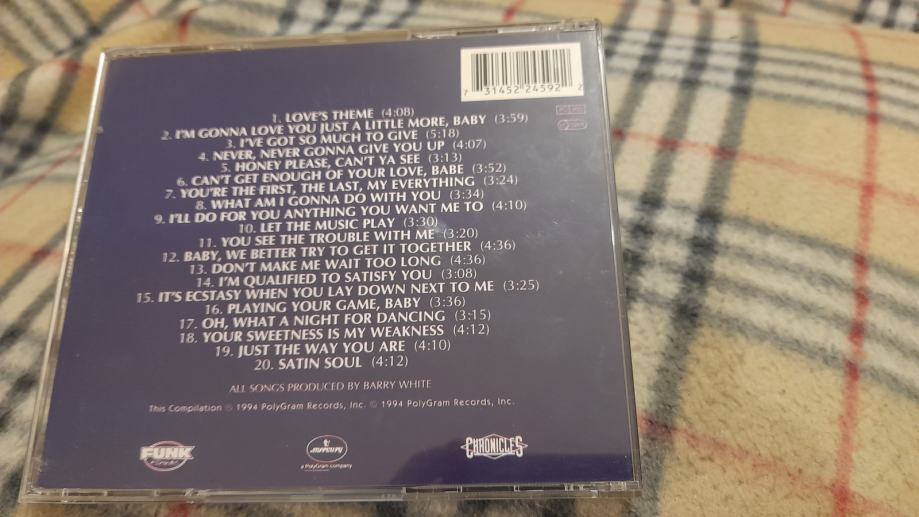 7 31452 24592 2
1. LOVE'S THEME (4:08)
2. I'M GONNA LOVE YOU JUST A LITTLE MORE, BABY (3:59)
3. I'VE GOT SO MUCH TO GIVE (5:18)
4. NEVER, NEVER GONNA GIVE YOU UP (4:07)
5. HONEY PLEASE, CAN'T YA SEE (3:13)
6. CAN'T GET ENOUGH OF YOUR LOVE, BABE (3:52)
7. YOU'RE THE FIRST, THE LAST, MY EVERYTHING (3:24)
8. WHAT AM I GONNA DO WITH YOU (3:34)
9. I'LL DO FOR YOU ANYTHING YOU WANT ME TO (4:10)
10. LET THE MUSIC PLAY (3:30)
11. YOU SEE THE TROUBLE WITH ME (3:20)
12. BABY, WE BETTER TRY TO GET IT TOGETHER (4:36)
13. DON'T MAKE ME WAIT TOO LONG (4:36)
14. I'M QUALIFIED TO SATISFY YOU (3:08)
15. IT'S ECSTASY WHEN YOU LAY DOWN NEXT TO ME (3:25)
16. PLAYING YOUR GAME, BABY (3:36)
17. OH, WHAT A NIGHT FOR DANCING (3:15)
18. YOUR SWEETNESS IS MY WEAKNESS (4:12)
19. JUST THE WAY YOU ARE (4:10)
20. SATIN SOUL (4:12)
ALL SONGS PRODUCED BY BARRY WHITE
This Compilation ℗ 1994 PolyGram Records, Inc. © 1994 PolyGram Records, Inc.
FUNK
mercury
a PolyGram company
CHRONICLES